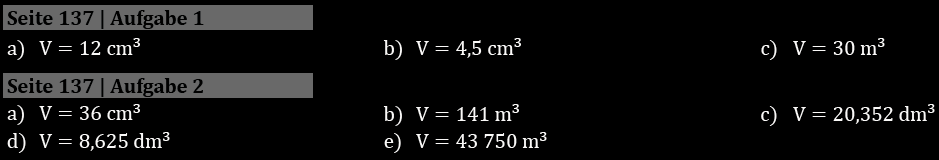 Seite 137 | Aufgabe 1
a) V = 12 cm³ b) V = 4,5 cm³ c) V = 30 m³
Seite 137 | Aufgabe 2
a) V = 36 cm³ b) V = 141 m³ c) V = 20,352 dm³
d) V = 8,625 dm³ e) V = 43 750 m³